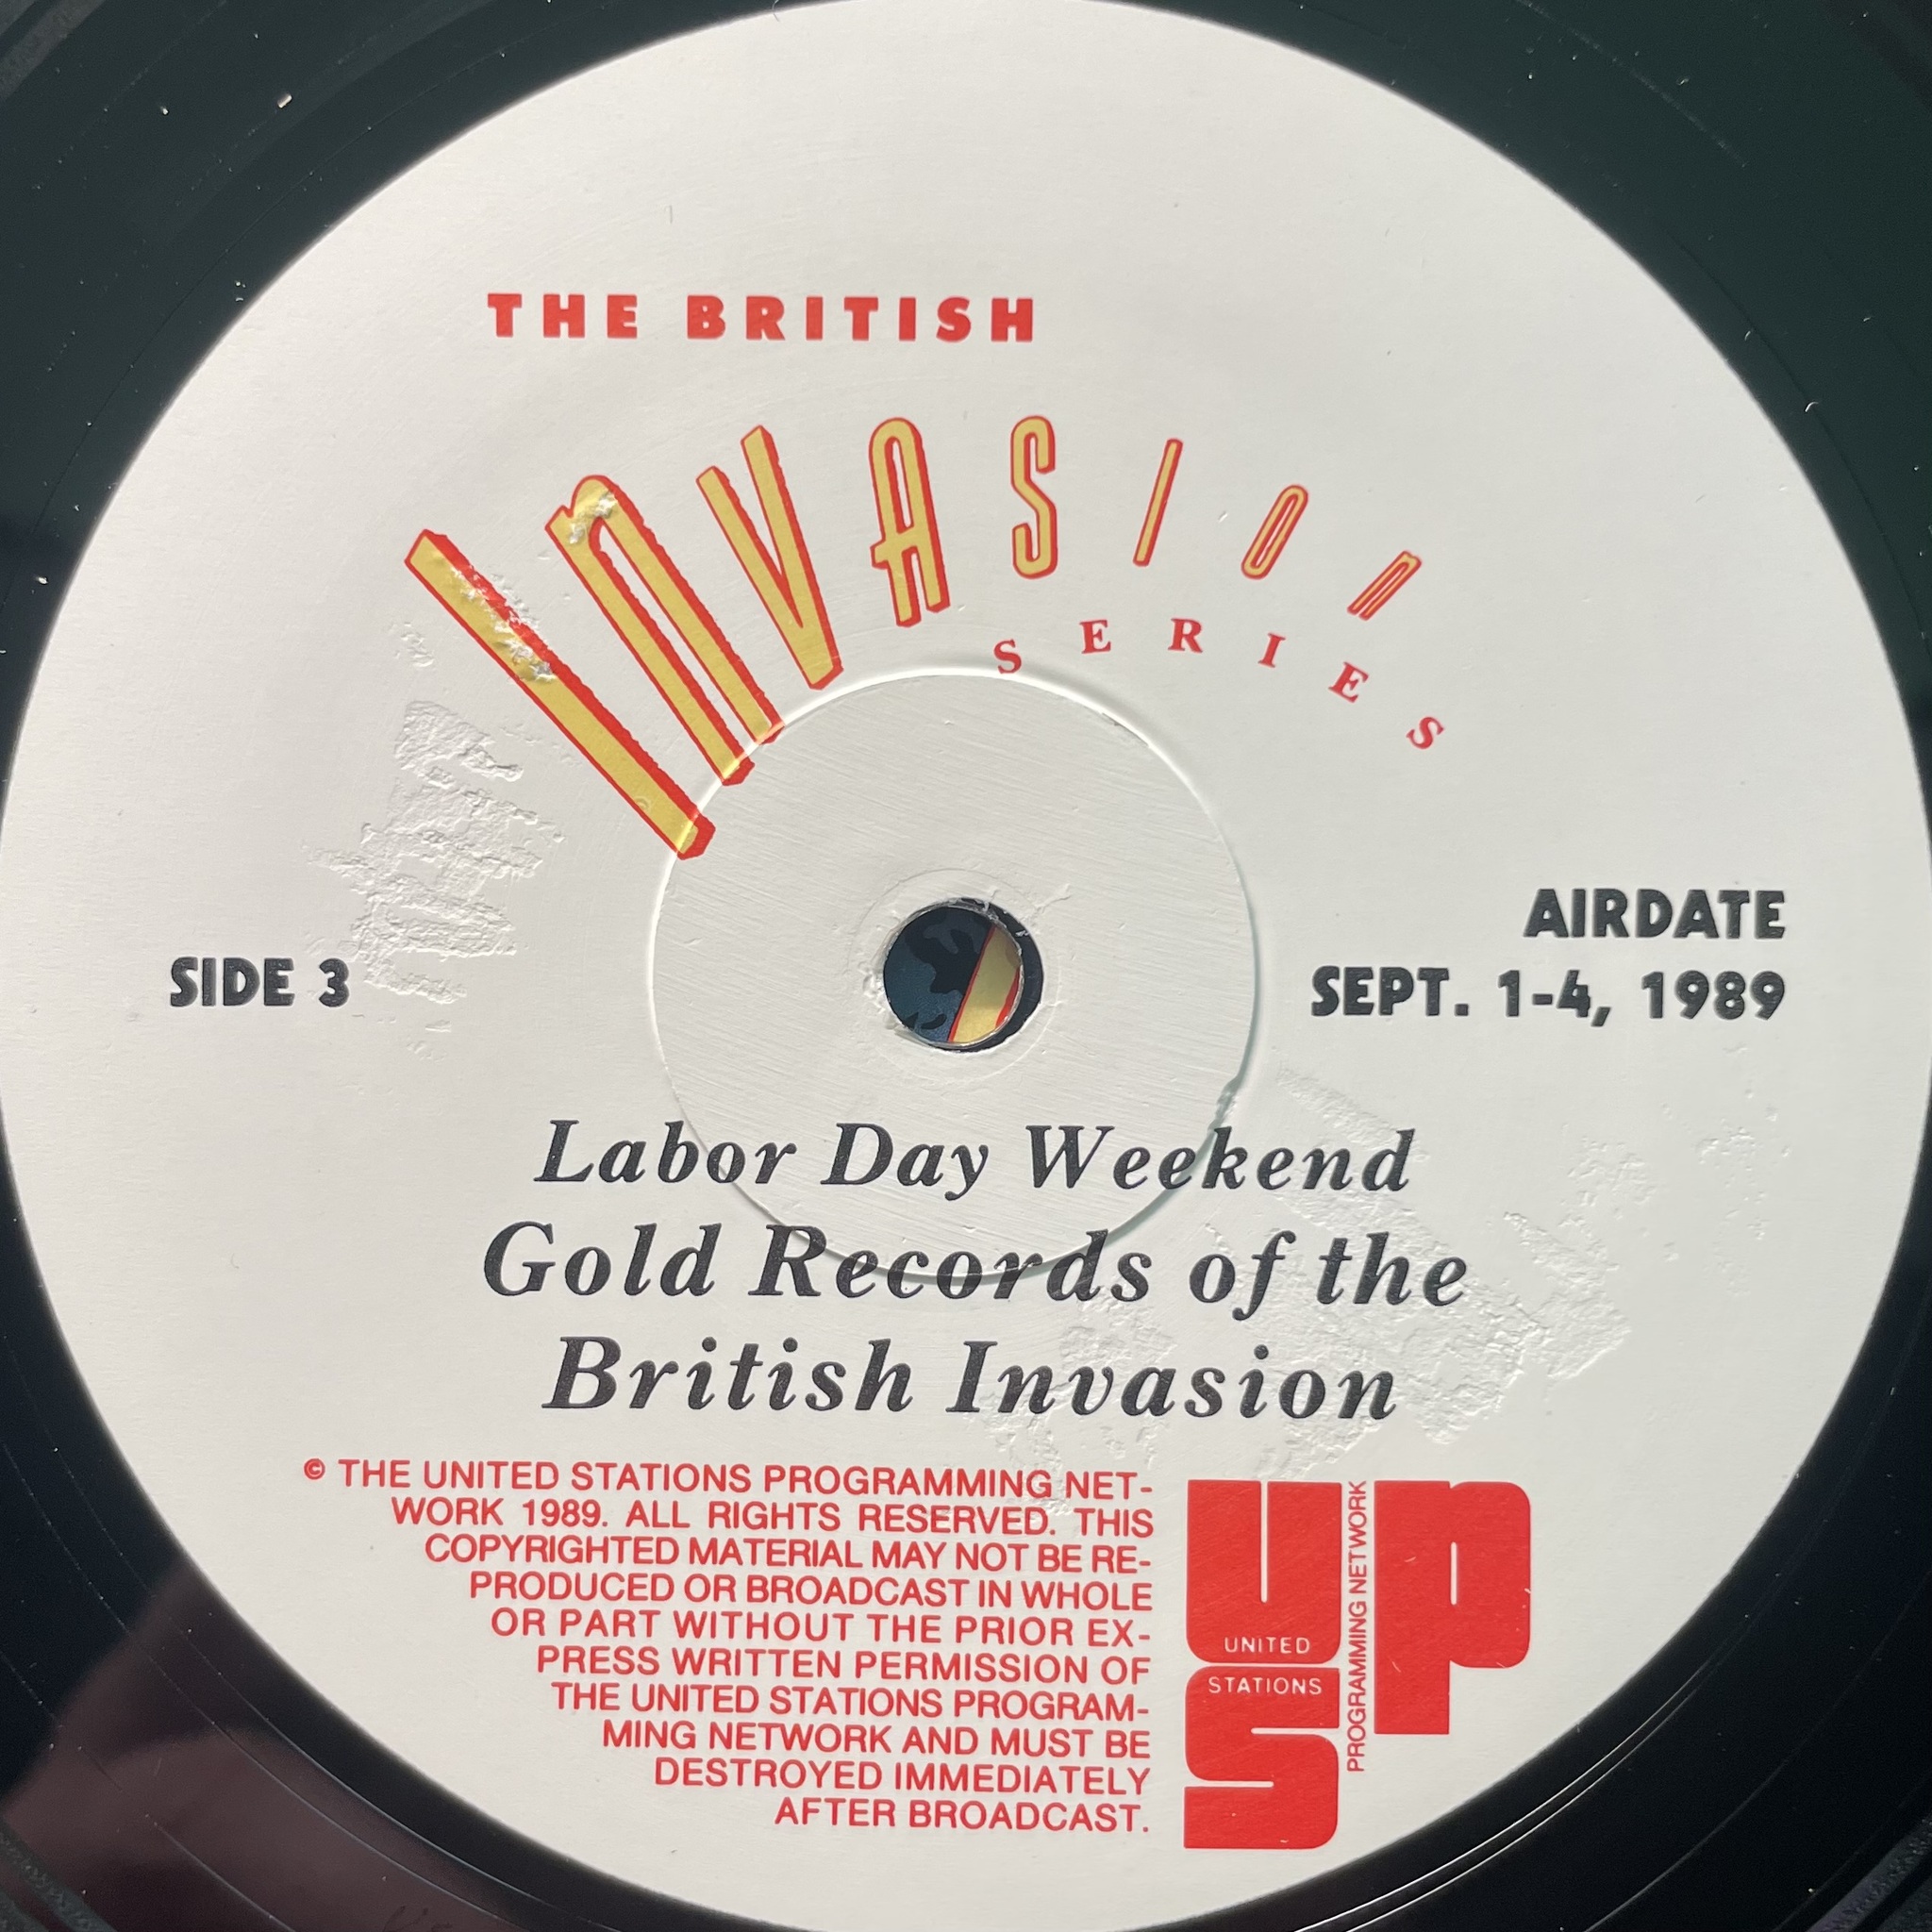 THE BRITISH
INVASION
SERIES
SIDE 3
AIRDATE
SEPT. 1-4, 1989
Labor Day Weekend
Gold Records of the
British Invasion
© THE UNITED STATIONS PROGRAMMING NET-
WORK 1989. ALL RIGHTS RESERVED. THIS
COPYRIGHTED MATERIAL MAY NOT BE RE-
PRODUCED OR BROADCAST IN WHOLE
OR PART WITHOUT THE PRIOR EX-
PRESS WRITTEN PERMISSION OF
THE UNITED STATIONS PROGRAM-
MING NETWORK AND MUST BE
DESTROYED IMMEDIATELY
AFTER BROADCAST.
USP
UNITED
STATIONS
PROGRAMMING NETWORK